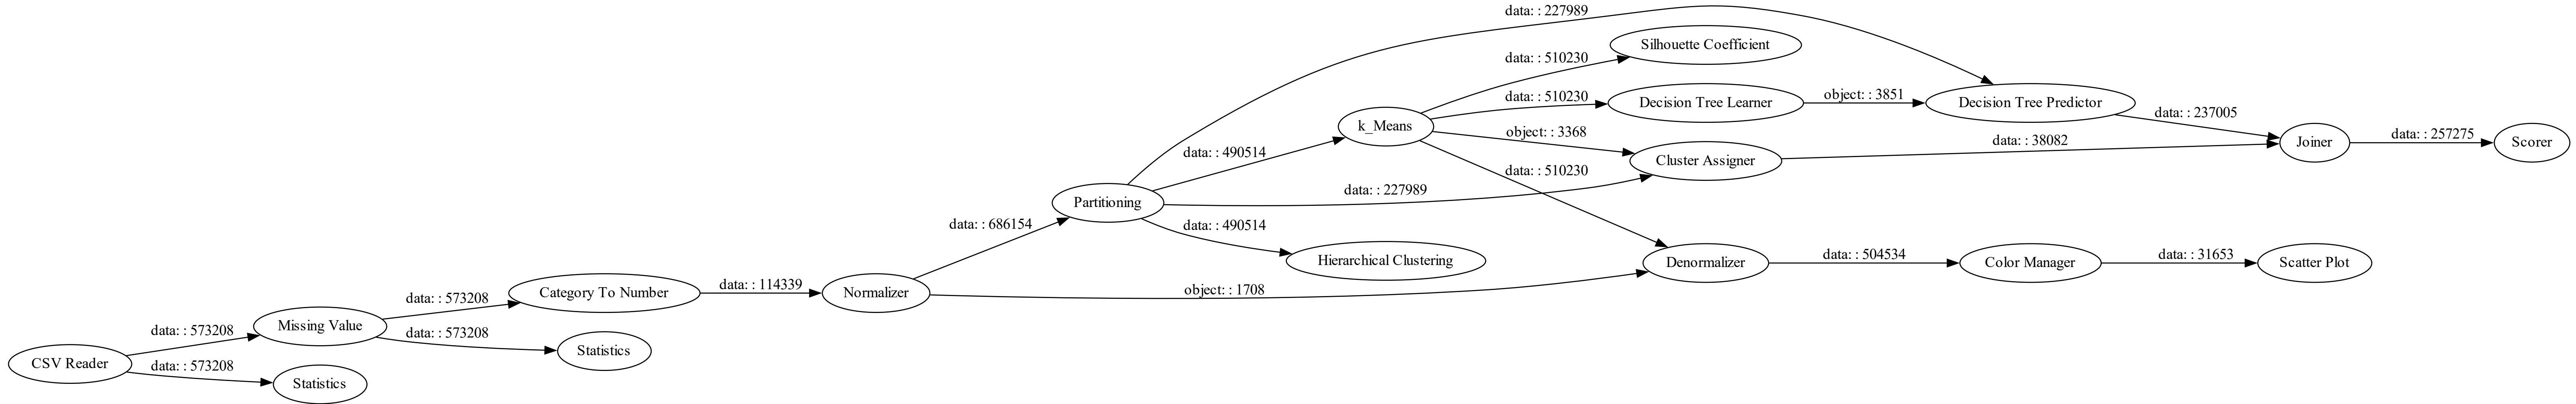 data: : 227989
Silhouette Coefficient
data: : 510230
data: : 510230
Decision Tree Learner
object: : 3851
Decision Tree Predictor
data: : 237005
k_Means
object: : 3368
data: : 257275
data: : 490514
data: : 38082
Joiner
Scorer
Cluster Assigner
data: : 510230
data: : 227989
Partitioning
data: : 686154
data: : 490514
Hierarchical Clustering
Denormalizer
data: : 504534
Color Manager
data: : 31653
Scatter Plot
Category To Number
data: : 114339
Normalizer
object: : 1708
data: : 573208
Missing Value
data: : 573208
data: : 573208
Statistics
CSV Reader
data: : 573208
Statistics